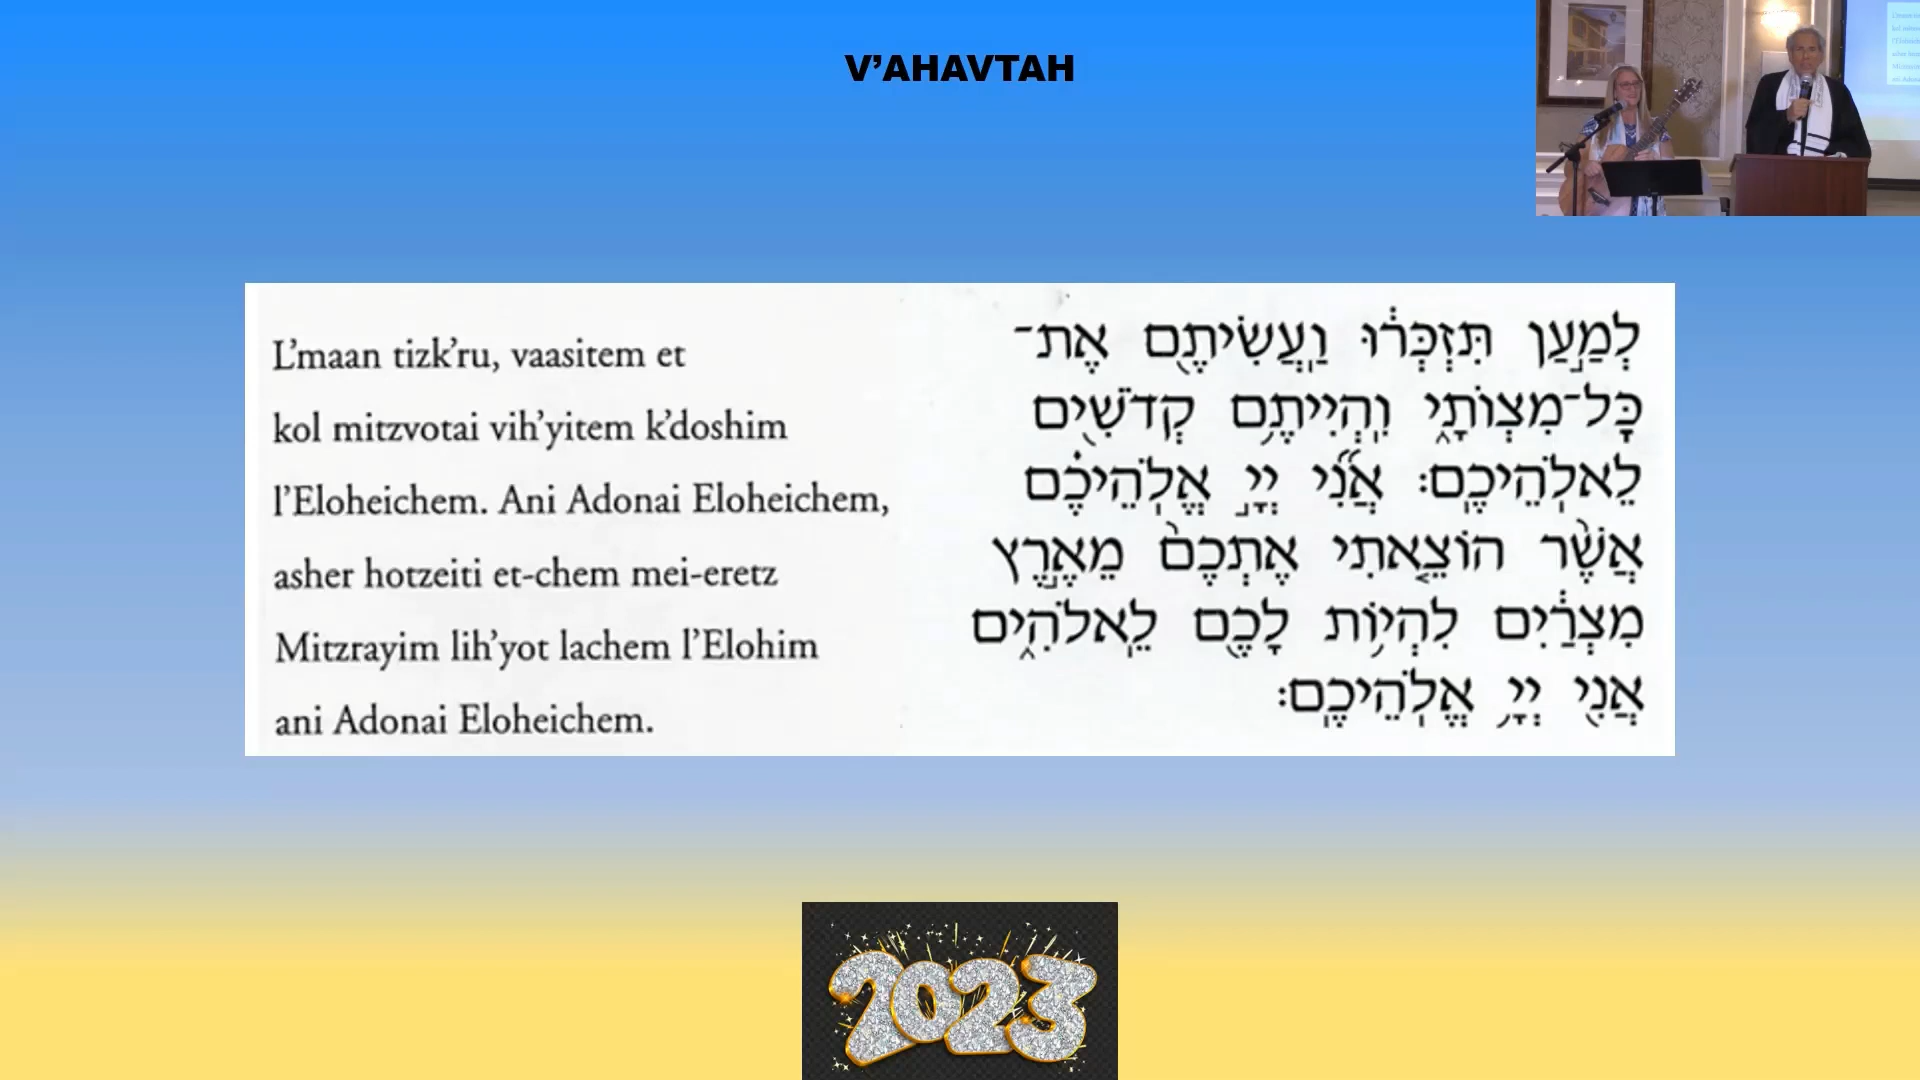 V’AHAVTAH
L’maan tizk’ru, vaasitem et
kol mitzvotai vih’yitem k’doshim
l’Eloheichem. Ani Adonai Eloheichem,
asher hotzeiti et-chem mei-eretz
Mitzrayim lih’yot lachem l’Elohim
ani Adonai Eloheichem.
לְמַ֣עַן תִּזְכְּר֔וּ וַֽעֲשִׂיתֶ֖ם אֶת־
כׇּל־מִצְוֺתָ֑י וִֽהְיִיתֶ֥ם קְדֹשִׁ֖ים
לֵאלֹֽהֵיכֶֽם׃ אֲנִ֞י יְיָ֣ אֱלֹֽהֵיכֶ֗ם
אֲשֶׁ֨ר הוֹצֵ֤אתִי אֶתְכֶם֙ מֵאֶ֣רֶץ
מִצְרַ֔יִם לִהְי֥וֹת לָכֶ֖ם לֵֽאלֹהִ֑ים
אֲנִ֖י יְיָ֥ אֱלֹֽהֵיכֶֽם׃
2023